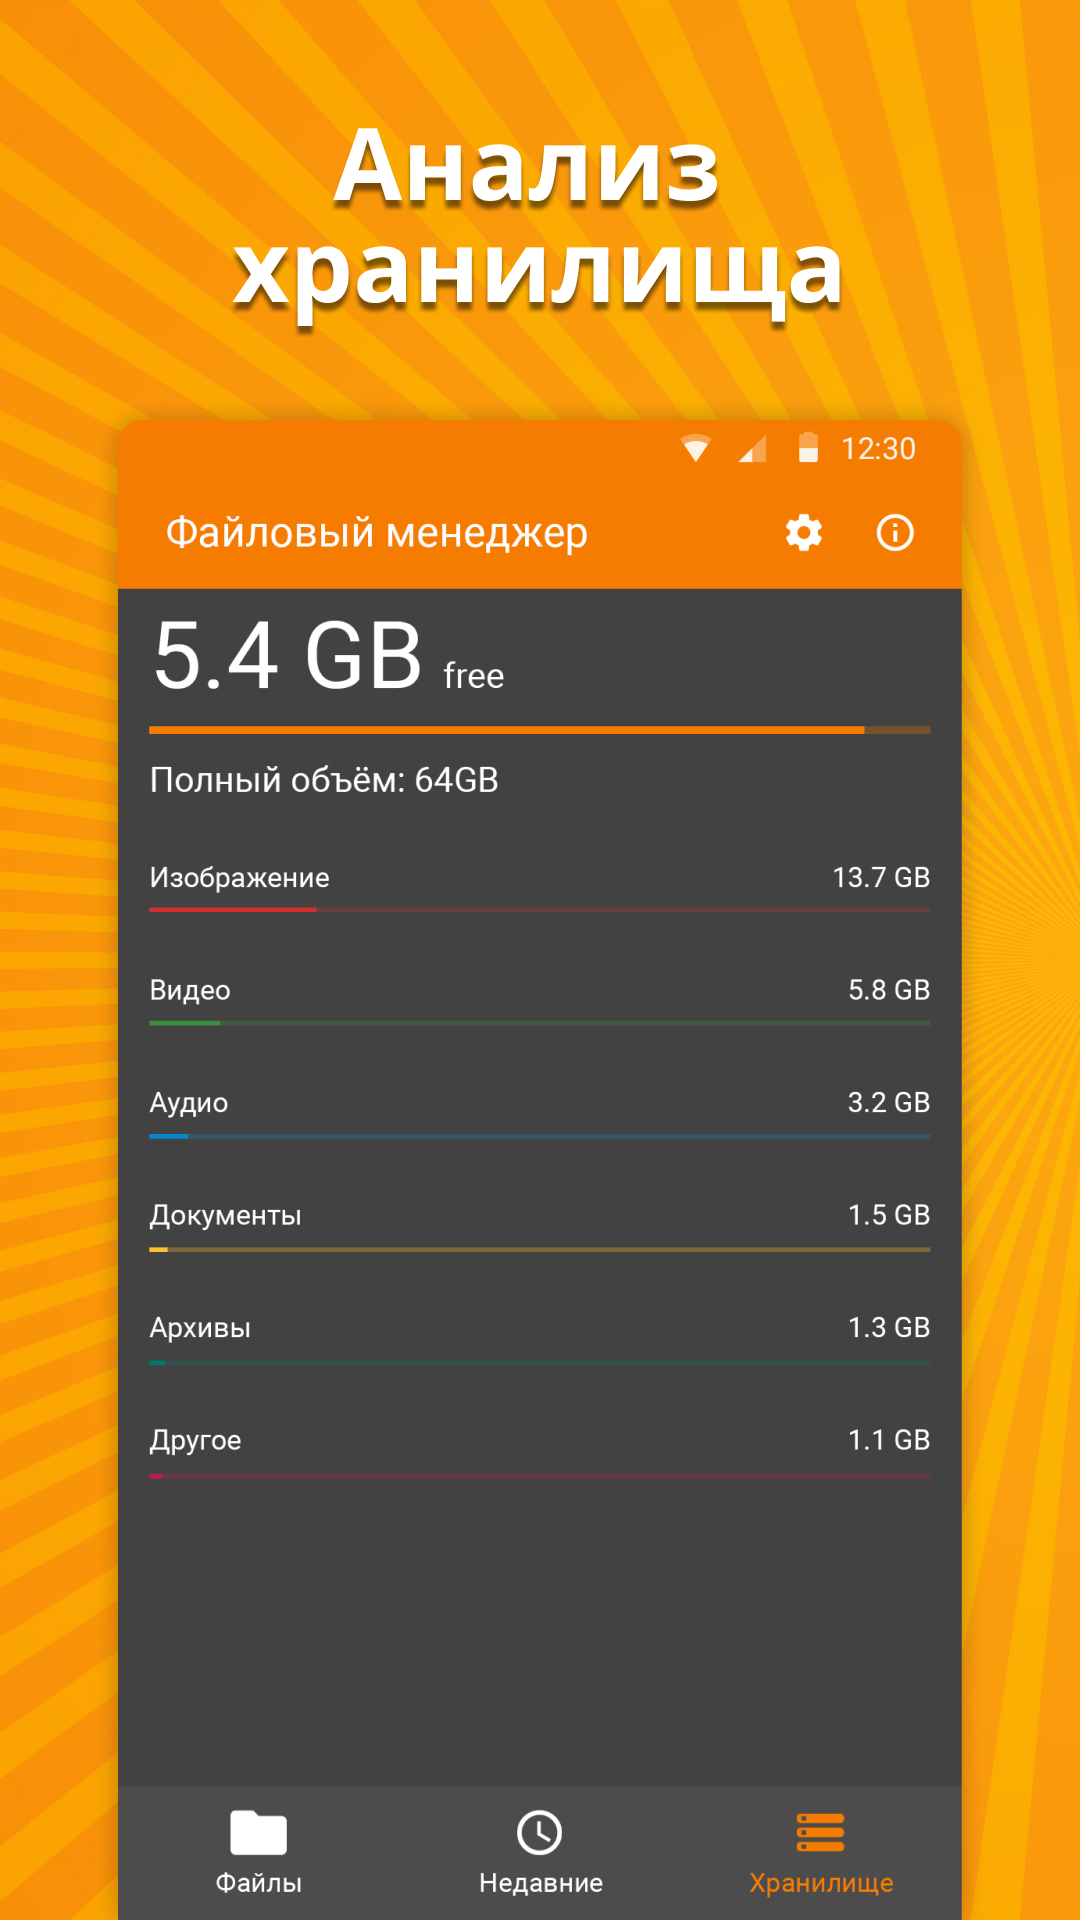 Анализ
хранилища
12:30
Файловый менеджер
5.4 GB free
Полный объём: 64GB
Изображение 13.7 GB
Видео 5.8 GB
Аудио 3.2 GB
Документы 1.5 GB
Архивы 1.3 GB
Другое 1.1 GB
Файлы Недавние Хранилище